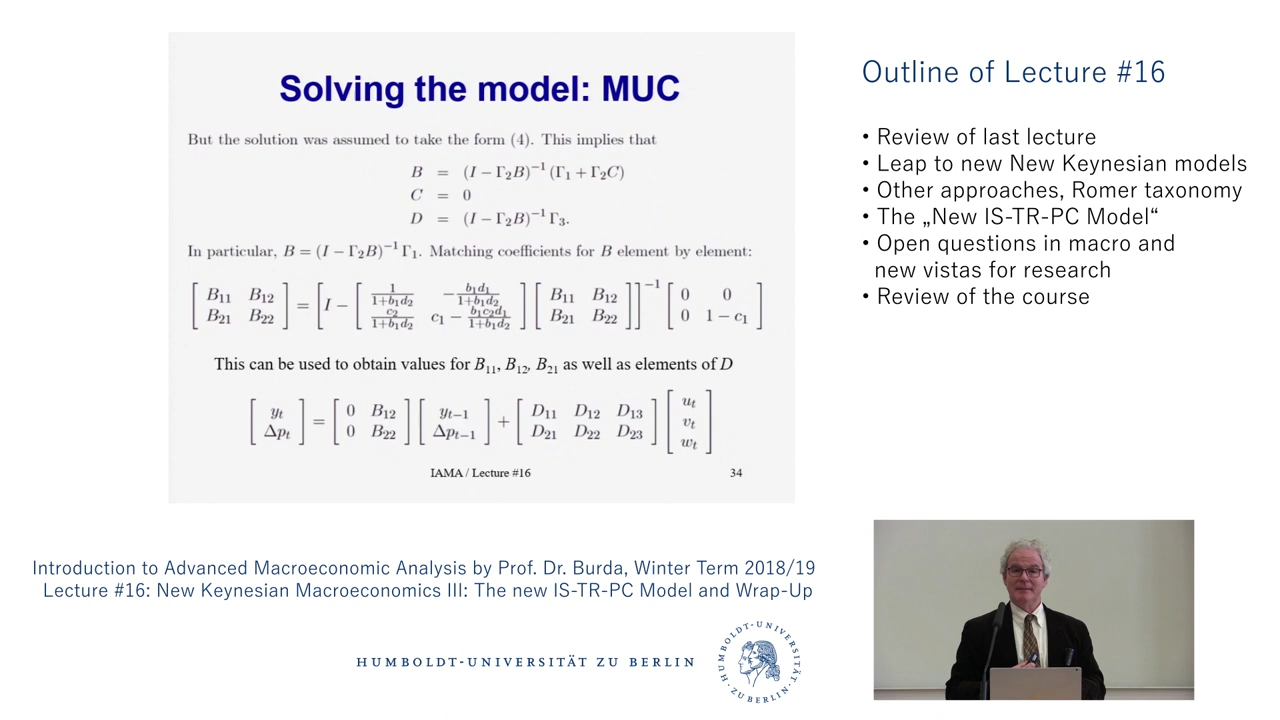 Solving the model: MUC
But the solution was assumed to take the form (4). This implies that
B = (I − Γ₂B)⁻¹ (Γ₁ + Γ₂C)
C = 0
D = (I − Γ₂B)⁻¹ Γ₃.
In particular, B = (I − Γ₂B)⁻¹ Γ₁. Matching coefficients for B element by element:
[ B₁₁ B₁₂ ; B₂₁ B₂₂ ] = [ I − [ 1/(1+b₁d₂) −b₁d₁/(1+b₁d₂) ; c₂/(1+b₁d₂) c₁ − b₁c₂d₁/(1+b₁d₂) ] [ B₁₁ B₁₂ ; B₂₁ B₂₂ ] ]⁻¹ [ 0 0 ; 0 1 − c₁ ]
This can be used to obtain values for B₁₁, B₁₂, B₂₁ as well as elements of D
[ yₜ ; Δpₜ ] = [ 0 B₁₂ ; 0 B₂₂ ] [ yₜ₋₁ ; Δpₜ₋₁ ] + [ D₁₁ D₁₂ D₁₃ ; D₂₁ D₂₂ D₂₃ ] [ uₜ ; vₜ ; wₜ ]
IAMA / Lecture #16 34
Outline of Lecture #16
• Review of last lecture
• Leap to new New Keynesian models
• Other approaches, Romer taxonomy
• The „New IS-TR-PC Model“
• Open questions in macro and
new vistas for research
• Review of the course
Introduction to Advanced Macroeconomic Analysis by Prof. Dr. Burda, Winter Term 2018/19
Lecture #16: New Keynesian Macroeconomics III: The new IS-TR-PC Model and Wrap-Up
HUMBOLDT-UNIVERSITÄT ZU BERLIN
HUMBOLDT-UNIVERSITÄT ZU BERLIN